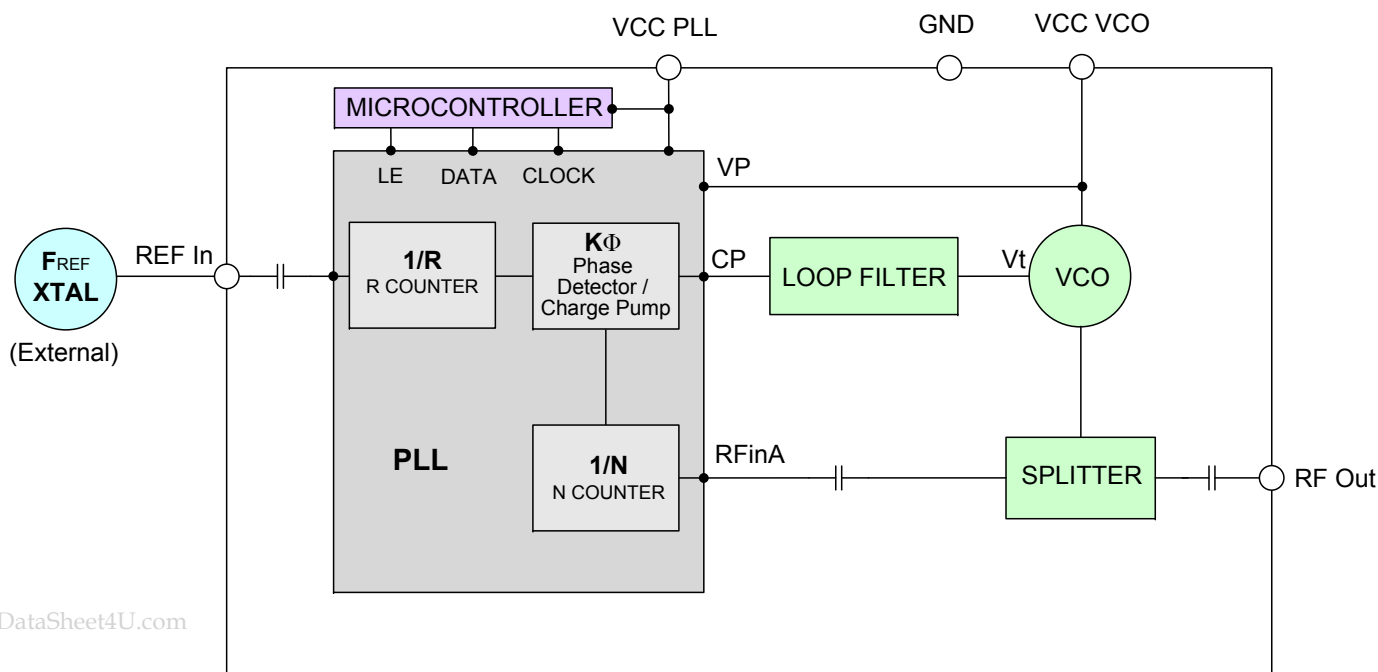 VCC PLL
GND
VCC VCO
MICROCONTROLLER
LE
DATA
CLOCK
VP
FREF
XTAL
(External)
REF In
1/R
R COUNTER
KΦ
Phase
Detector /
Charge Pump
CP
LOOP FILTER
Vt
VCO
PLL
1/N
N COUNTER
RFinA
SPLITTER
RF Out
DataSheet4U.com